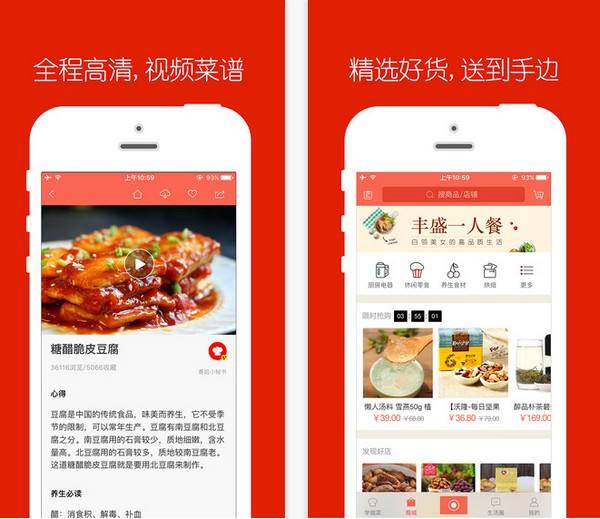 全程高清,视频菜谱
上午10:59
93%
糖醋脆皮豆腐
36116浏览/5066收藏
香哈小秘书
心得
豆腐是中国的传统食品，味美而养生，它不受季
节的限制，可以常年生产。豆腐有南豆腐和北豆
腐之分。南豆腐用的石膏较少，质地细嫩，含水
量高。北豆腐用的石膏较多，质地较南豆腐老。
这道糖醋脆皮豆腐就是要用北豆腐来制作。
养生必读
醋：消食积、解毒、补血
精选好货,送到手边
上午10:59
93%
搜商品/店铺
丰盛一人餐
白领美女的高品质生活
厨房电器
休闲零食
养生食材
烘焙
更多
限时抢购 03:55:01
懒人汤料 雪燕50g 植
￥39.00 ￥68.80
【沃隆-每日坚果
￥36.80 ￥79.00
醇品朴茶碧
￥169.00
发现好店
学做菜
商城
生活圈
我的